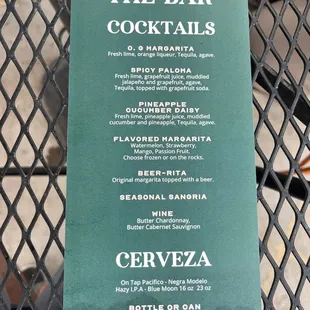 THE BAR
COCKTAILS
O. G MARGARITA
Fresh lime, orange liqueur, Tequila, agave.
SPICY PALOMA
Fresh lime, grapefruit juice, muddled
jalapeño and grapefruit, agave,
Tequila, topped with grapefruit soda.
PINEAPPLE
CUCUMBER DAISY
Fresh lime, pineapple juice, muddled
cucumber and pineapple, Tequila, agave.
FLAVORED MARGARITA
Watermelon, Strawberry,
Mango, Passion Fruit.
Choose frozen or on the rocks.
BEER-RITA
Original margarita topped with a beer.
SEASONAL SANGRIA
WINE
Butter Chardonnay,
Butter Cabernet Sauvignon
CERVEZA
On Tap Pacifico - Negra Modelo
Hazy I.P.A - Blue Moon 16 oz 23 oz
BOTTLE OR CAN